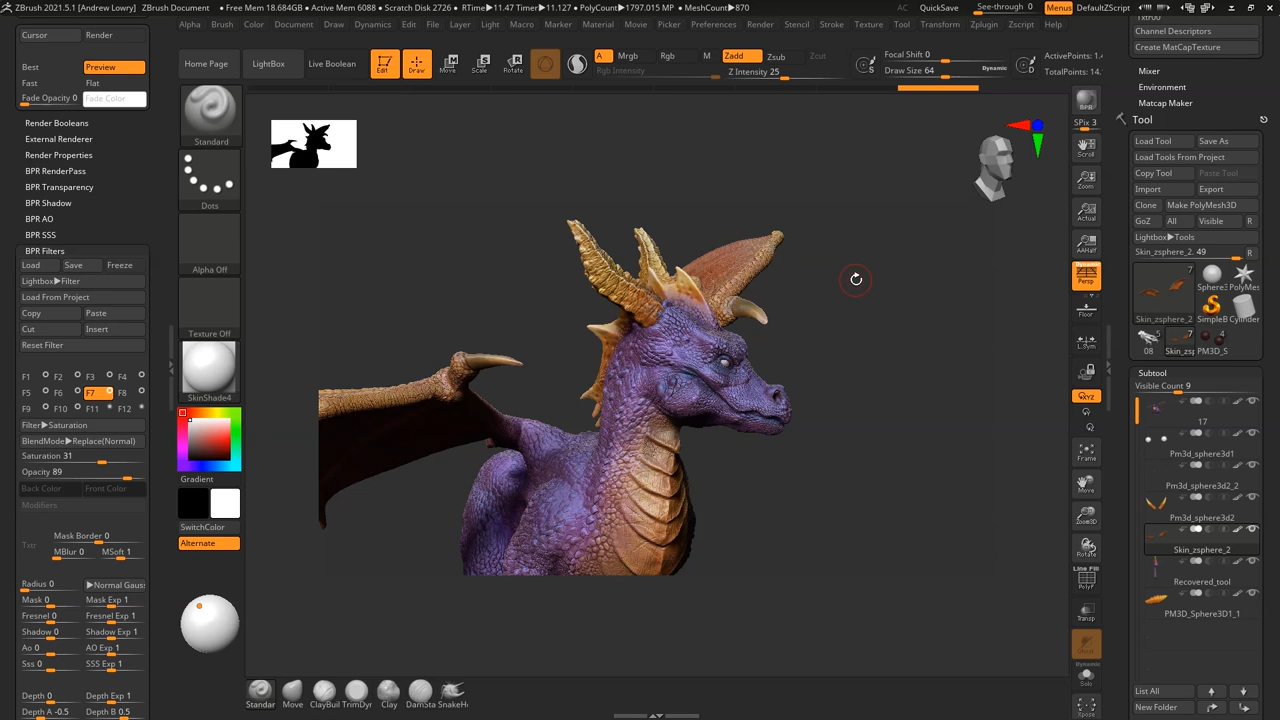 ZBrush 2021.5.1 [Andrew Lowry]
ZBrush Document
• Free Mem 18.684GB • Active Mem 6088 • Scratch Disk 2726 •
RTime▶11.47 Timer▶11.127
• PolyCount▶1797.015 MP
• MeshCount▶870
AC
QuickSave
See-through 0
Menus
DefaultZScript
Alpha
Brush
Color
Document
Draw
Dynamics
Edit
File
Layer
Light
Macro
Marker
Material
Movie
Picker
Preferences
Render
Stencil
Stroke
Texture
Tool
Transform
Zplugin
Zscript
Help
Cursor
Render
Best
Preview
Fast
Flat
Fade Opacity 0
Fade Color
Render Booleans
External Renderer
Render Properties
BPR RenderPass
BPR Transparency
BPR Shadow
BPR AO
BPR SSS
BPR Filters
Load
Save
Freeze
Lightbox▶Filter
Load From Project
Copy
Paste
Cut
Insert
Reset Filter
F1
F2
F3
F4
F5
F6
F7
F8
F9
F10
F11
F12
Filter▶Saturation
BlendMode▶Replace(Normal)
Saturation 31
Opacity 89
Back Color
Front Color
Modifiers
Txtr
Mask Border 0
MBlur 0
MSoft 1
Radius 0
▶Normal Gauss
Mask 0
Mask Exp 1
Fresnel 0
Fresnel Exp 1
Shadow 0
Shadow Exp 1
Ao 0
AO Exp 1
Sss 0
SSS Exp 1
Depth 0
Depth Exp 1
Depth A -0.5
Depth B 0.5
Home Page
LightBox
Live Boolean
Edit
Draw
Move
Scale
Rotate
A
Mrgb
Rgb
M
Rgb Intensity
Zadd
Zsub
Zcut
Z Intensity 25
S
Focal Shift 0
Draw Size 64
Dynamic
D
ActivePoints: 1.
TotalPoints: 14.
Standard
Dots
Alpha Off
Texture Off
SkinShade4
Gradient
SwitchColor
Alternate
Standar
Move
ClayBuil
TrimDyr
Clay
DamSta
SnakeH
BPR
SPix 3
Scroll
Zoom
Actual
AAHalf
Dynamic
Persp
Floor
L.Sym
XYZ
Frame
Move
Zoom3D
Rotate
Line Fill
PolyF
Transp
Ghost
Dynamic
Solo
Xpose
Txtr00
Channel Descriptors
Create MatCapTexture
Mixer
Environment
Matcap Maker
Tool
Load Tool
Save As
Load Tools From Project
Copy Tool
Paste Tool
Import
Export
Clone
Make PolyMesh3D
GoZ
All
Visible
R
Lightbox▶Tools
Skin_zsphere_2. 49
R
7
Skin_zsphere_2
Sphere3
PolyMes
SimpleB
Cylinder
5
08
7
Skin_zsp
4
PM3D_S
Subtool
Visible Count 9
17
Pm3d_sphere3d1
Pm3d_sphere3d2_2
Pm3d_sphere3d2
Skin_zsphere_2
Recovered_tool
PM3D_Sphere3D1_1
List All
New Folder